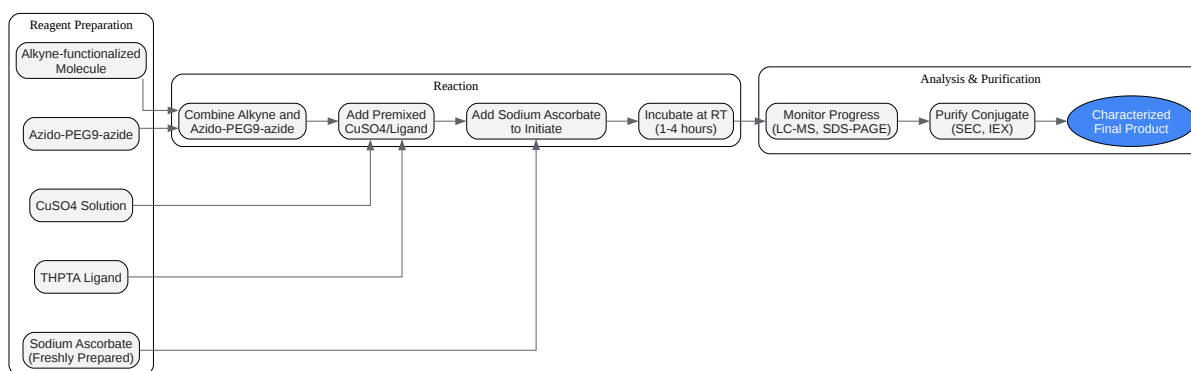 Reagent Preparation
Alkyne-functionalized
Molecule
Azido-PEG9-azide
CuSO4 Solution
THPTA Ligand
Sodium Ascorbate
(Freshly Prepared)
Reaction
Combine Alkyne and
Azido-PEG9-azide
Add Premixed
CuSO4/Ligand
Add Sodium Ascorbate
to Initiate
Incubate at RT
(1-4 hours)
Analysis & Purification
Monitor Progress
(LC-MS, SDS-PAGE)
Purify Conjugate
(SEC, IEX)
Characterized
Final Product